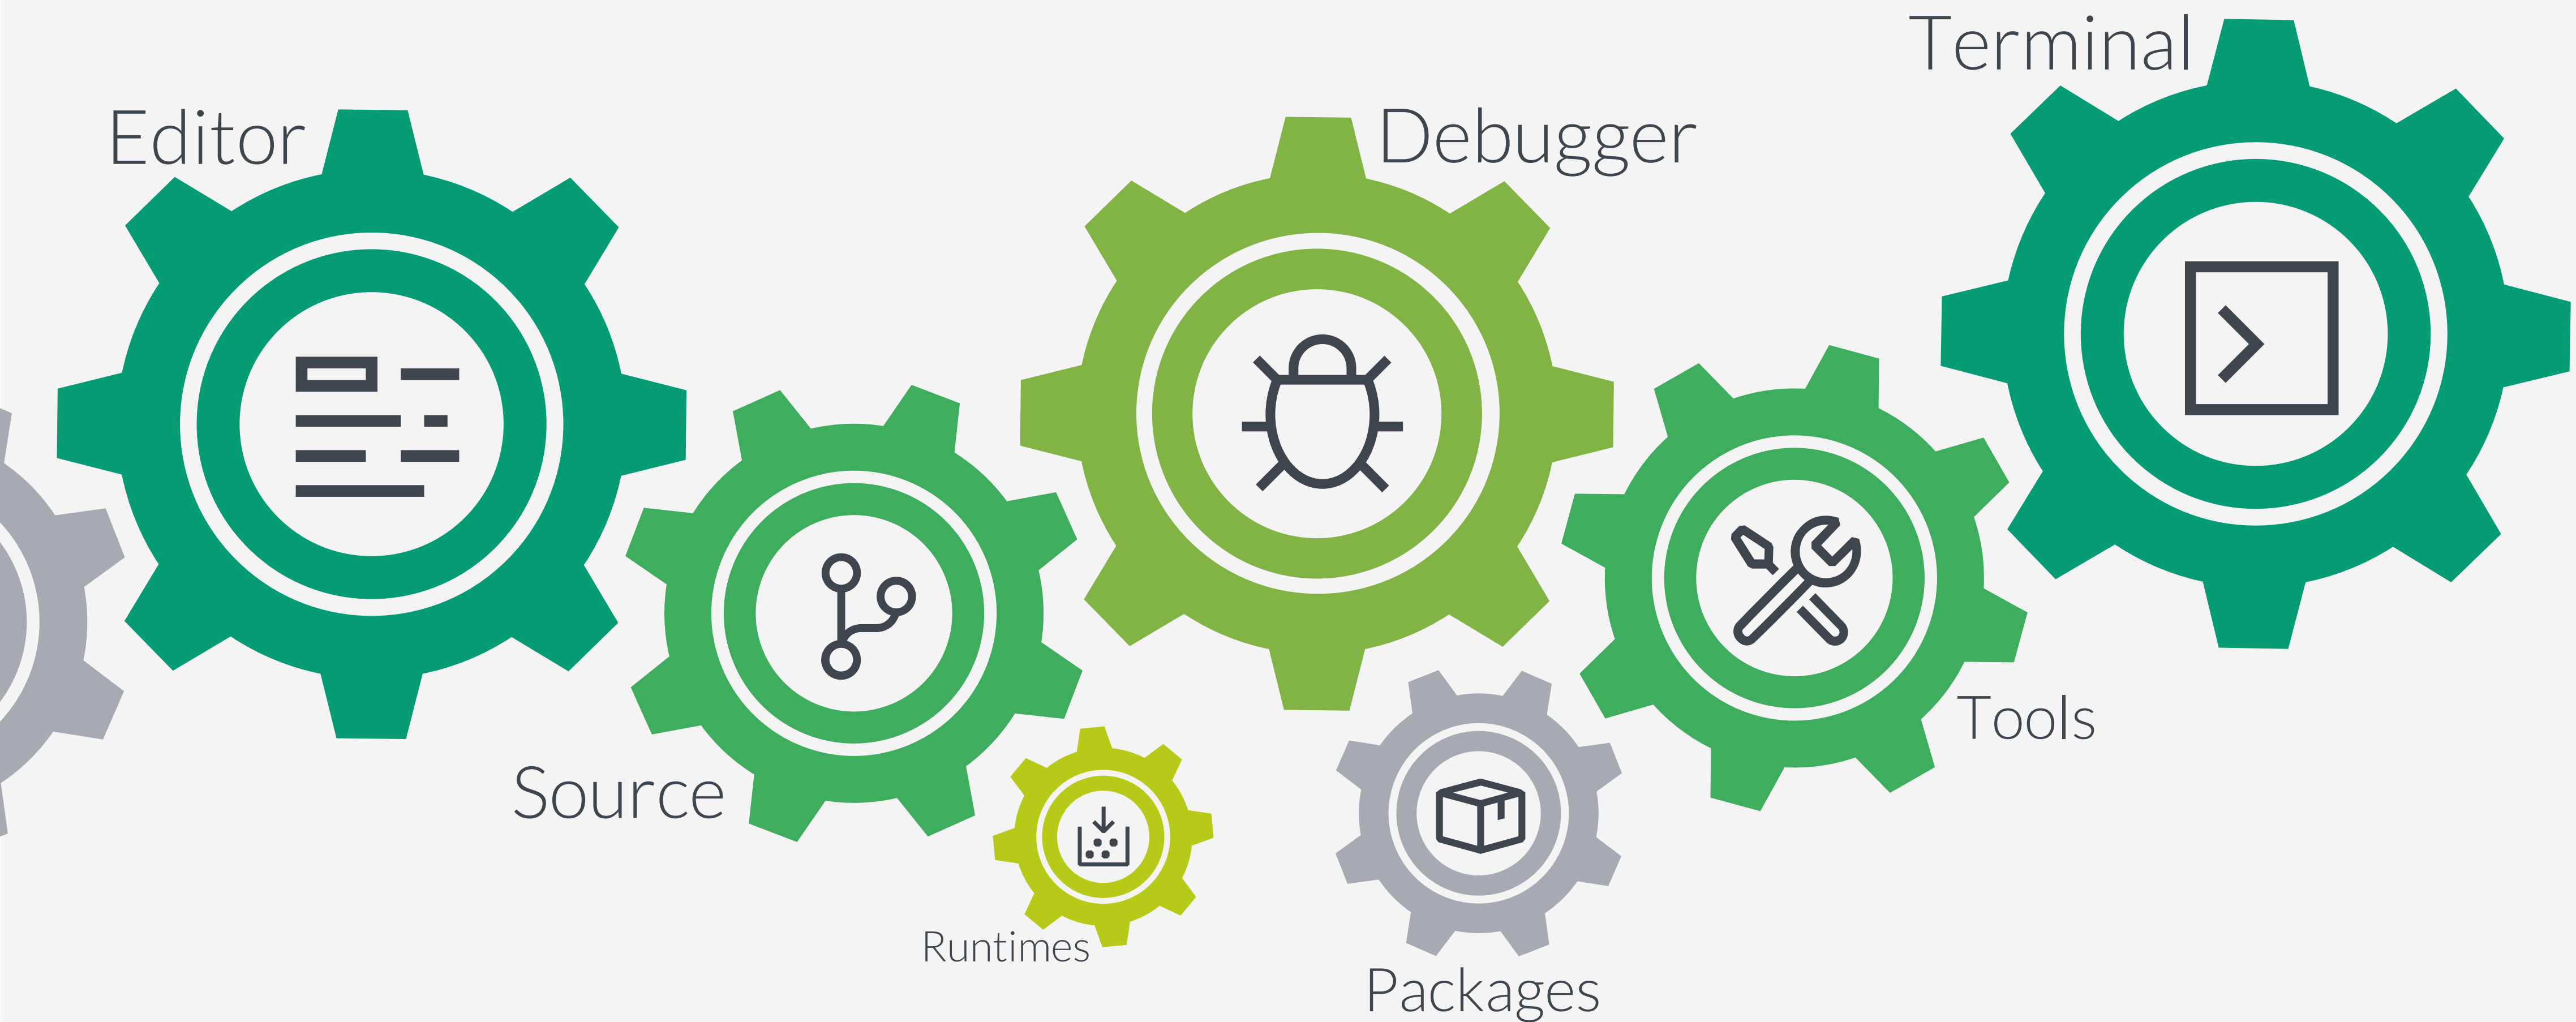 Terminal
Editor
Debugger
Tools
Source
Runtimes
Packages